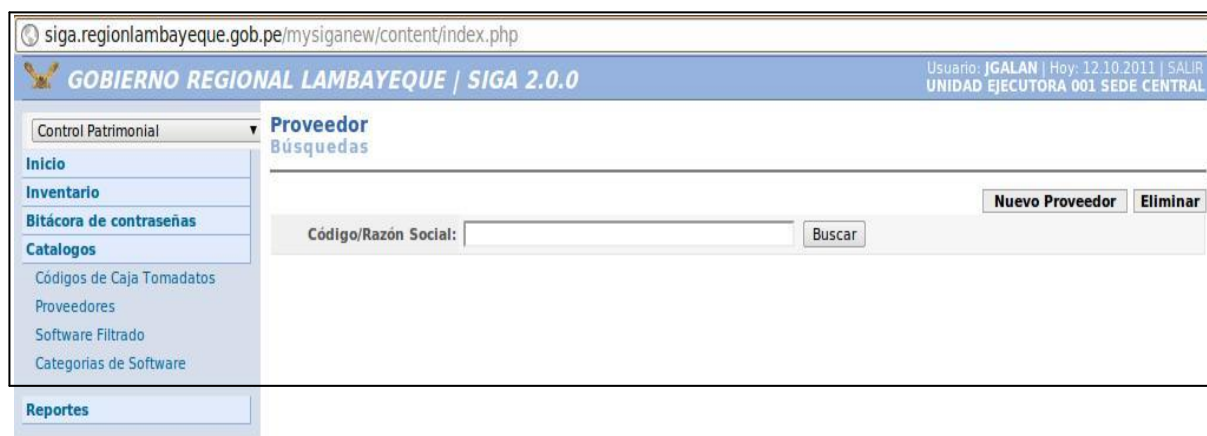 siga.regionlambayeque.gob.pe/mysiganew/content/index.php
GOBIERNO REGIONAL LAMBAYEQUE | SIGA 2.0.0
Usuario: JGALAN | Hoy: 12.10.2011 | SALIR
UNIDAD EJECUTORA 001 SEDE CENTRAL
Control Patrimonial
Inicio
Inventario
Bitácora de contraseñas
Catalogos
Códigos de Caja Tomadatos
Proveedores
Software Filtrado
Categorias de Software
Reportes
Proveedor
Búsquedas
Nuevo Proveedor Eliminar
Código/Razón Social: Buscar